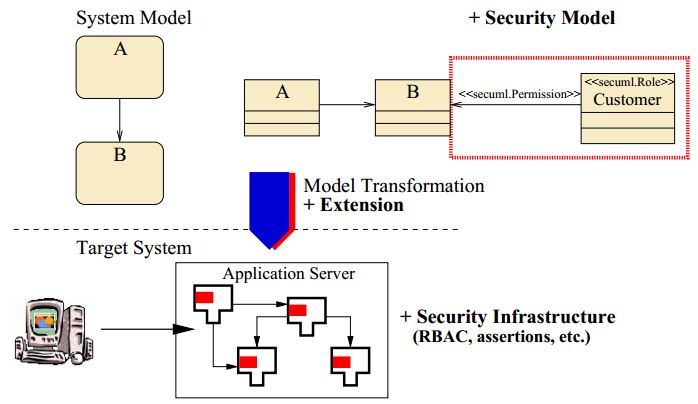 System Model
+ Security Model
A
B
A
B
<<secuml.Permission>>
<<secuml.Role>>
Customer
Model Transformation
+ Extension
Target System
Application Server
+ Security Infrastructure
(RBAC, assertions, etc.)